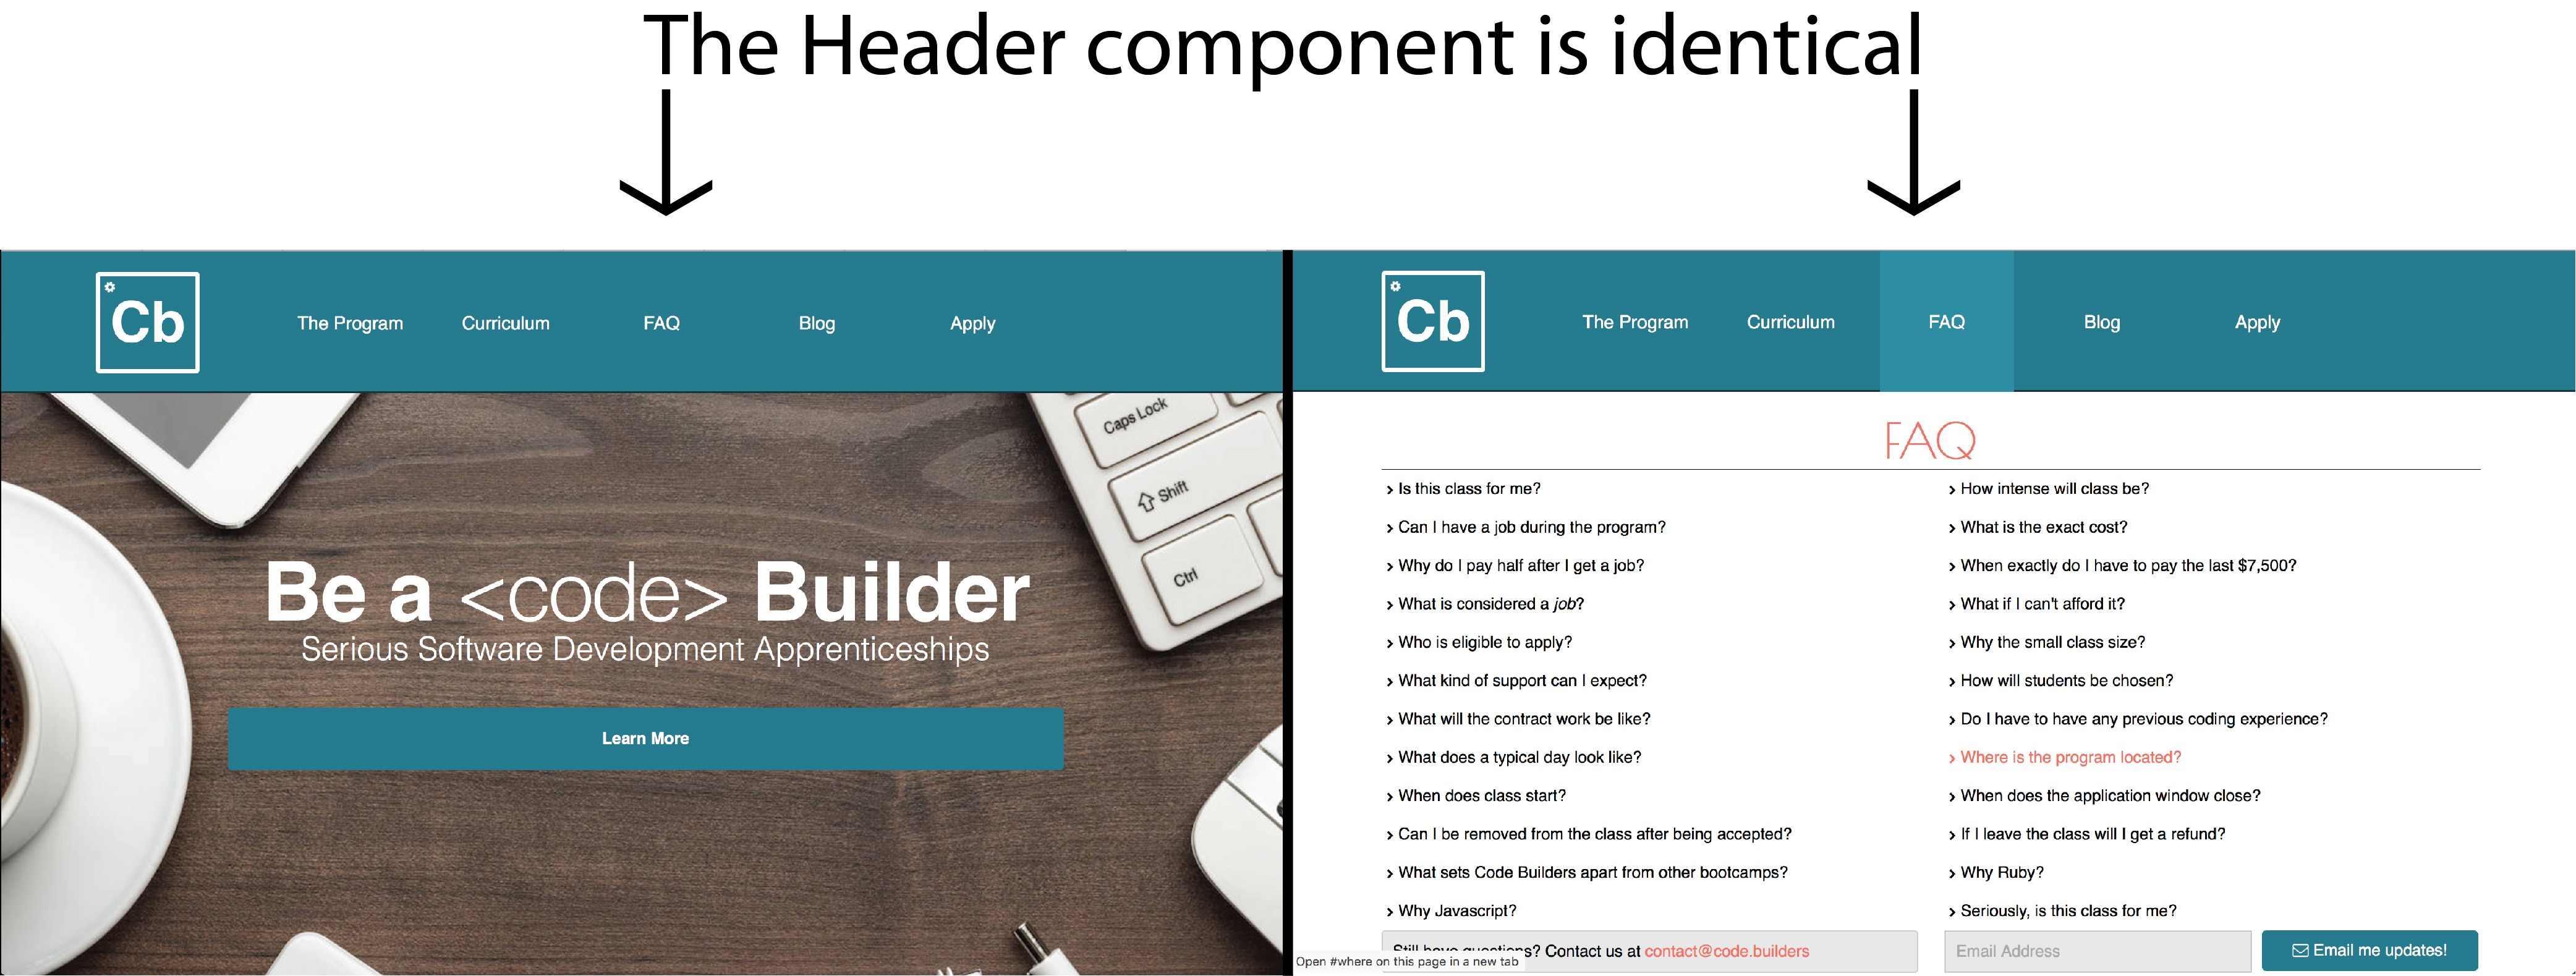 The Header component is identical
Cb
The Program
Curriculum
FAQ
Blog
Apply
Caps Lock
Shift
Ctrl
Be a <code> Builder
Serious Software Development Apprenticeships
Learn More
Cb
The Program
Curriculum
FAQ
Blog
Apply
FAQ
› Is this class for me?
› Can I have a job during the program?
› Why do I pay half after I get a job?
› What is considered a job?
› Who is eligible to apply?
› What kind of support can I expect?
› What will the contract work be like?
› What does a typical day look like?
› When does class start?
› Can I be removed from the class after being accepted?
› What sets Code Builders apart from other bootcamps?
› Why Javascript?
› How intense will class be?
› What is the exact cost?
› When exactly do I have to pay the last $7,500?
› What if I can't afford it?
› Why the small class size?
› How will students be chosen?
› Do I have to have any previous coding experience?
› Where is the program located?
› When does the application window close?
› If I leave the class will I get a refund?
› Why Ruby?
› Seriously, is this class for me?
Still have questions? Contact us at contact@code.builders
Email Address
Email me updates!
Open #where on this page in a new tab